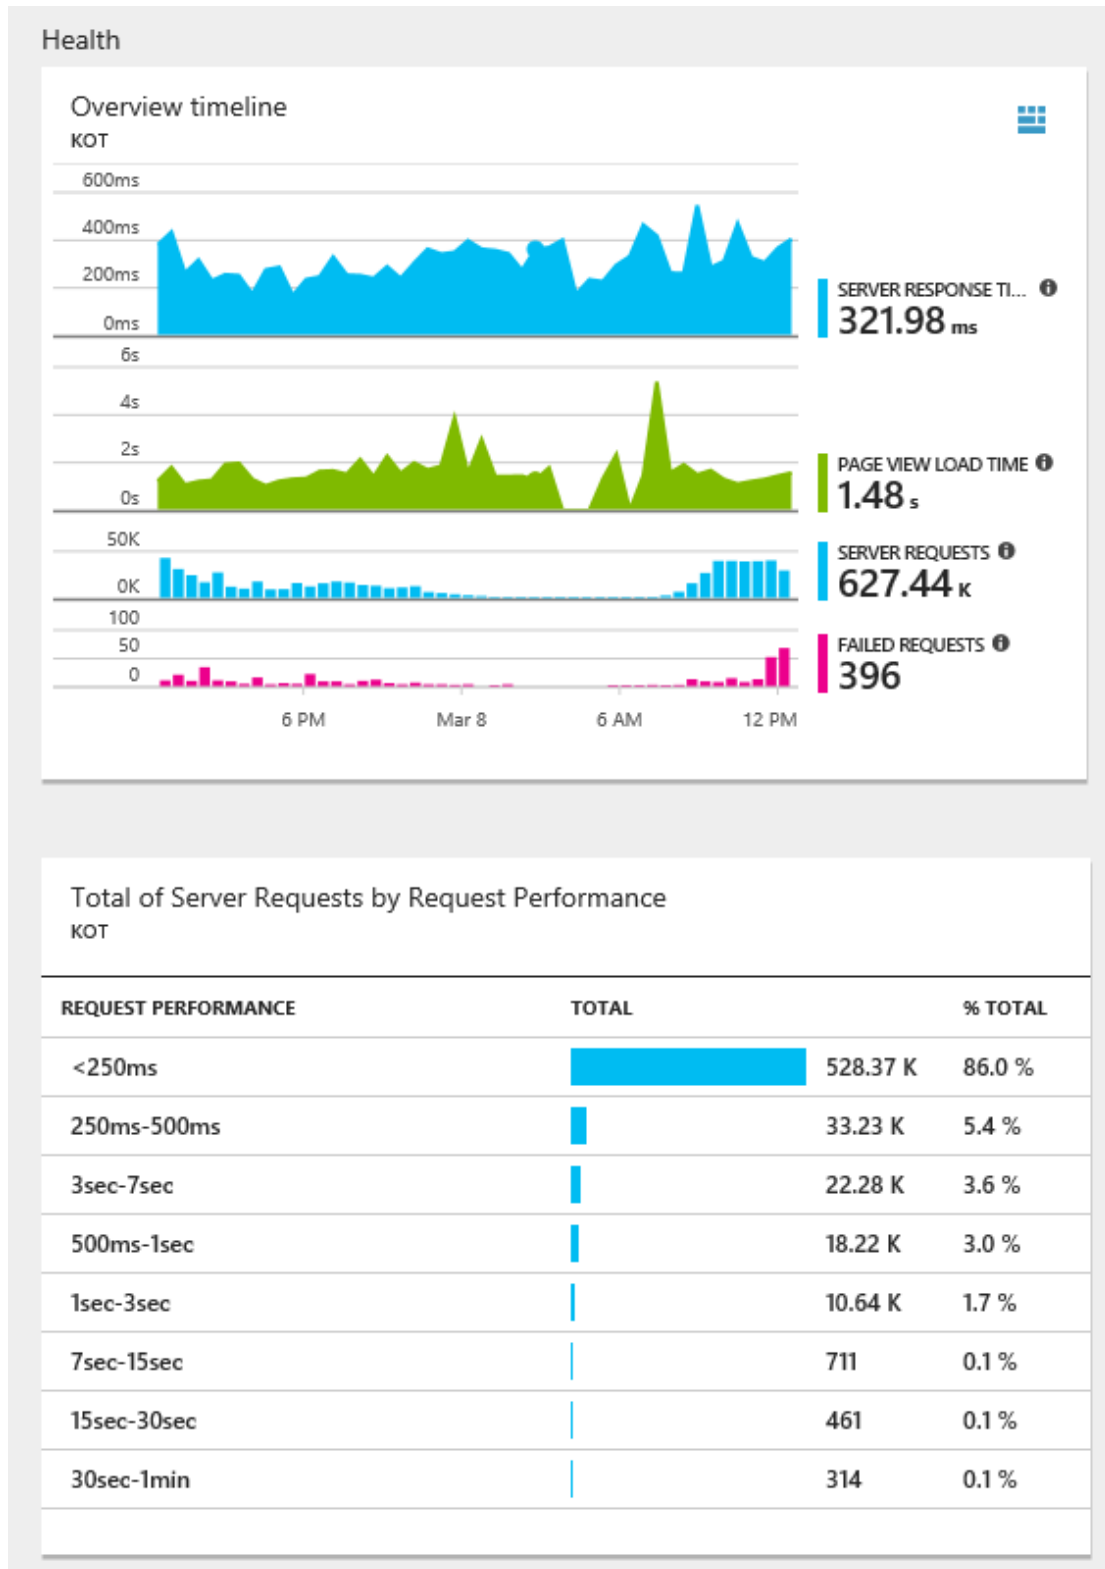 Health
Overview timeline
KOT
600ms
400ms
200ms
0ms
SERVER RESPONSE TI...
321.98 ms
6s
4s
2s
0s
PAGE VIEW LOAD TIME
1.48 s
50K
0K
SERVER REQUESTS
627.44 K
100
50
0
FAILED REQUESTS
396
6 PM Mar 8 6 AM 12 PM
Total of Server Requests by Request Performance
KOT
REQUEST PERFORMANCE TOTAL % TOTAL
<250ms 528.37 K 86.0 %
250ms-500ms 33.23 K 5.4 %
3sec-7sec 22.28 K 3.6 %
500ms-1sec 18.22 K 3.0 %
1sec-3sec 10.64 K 1.7 %
7sec-15sec 711 0.1 %
15sec-30sec 461 0.1 %
30sec-1min 314 0.1 %